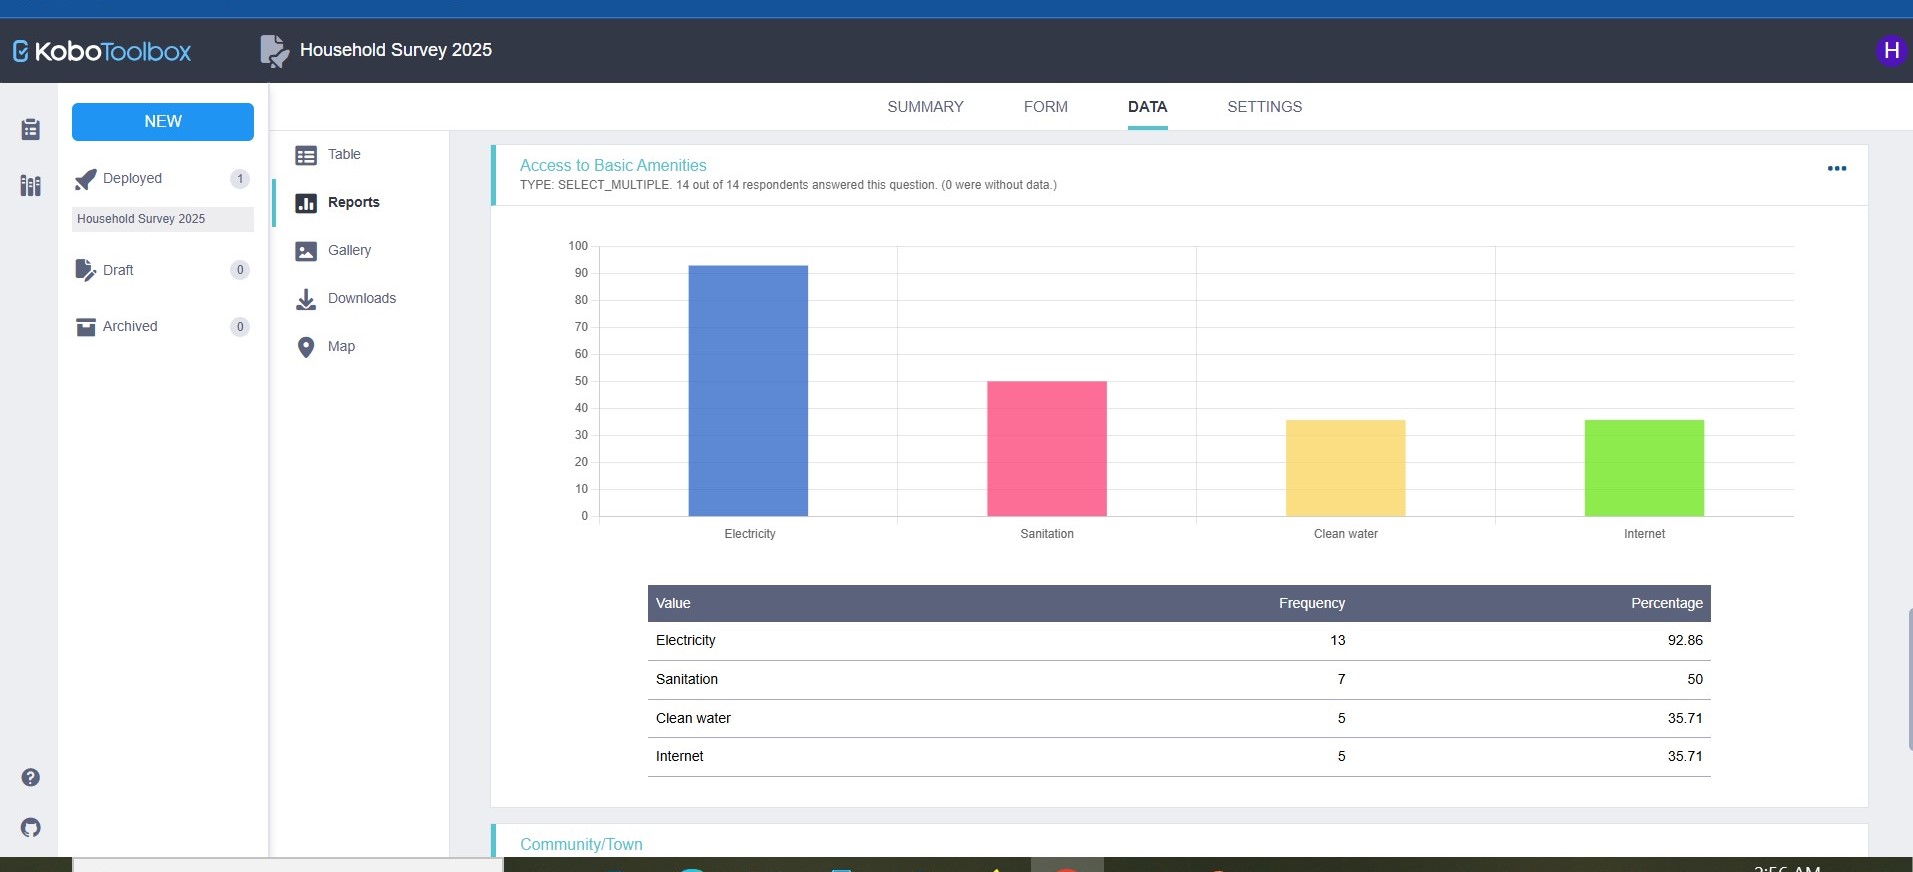 KoboToolbox
Household Survey 2025
H
NEW
Deployed 1
Household Survey 2025
Draft 0
Archived 0
SUMMARY FORM DATA SETTINGS
Table
Reports
Gallery
Downloads
Map
Access to Basic Amenities
TYPE: SELECT_MULTIPLE. 14 out of 14 respondents answered this question. (0 were without data.)
100
90
80
70
60
50
40
30
20
10
0
Electricity Sanitation Clean water Internet
Value Frequency Percentage
Electricity 13 92.86
Sanitation 7 50
Clean water 5 35.71
Internet 5 35.71
Community/Town